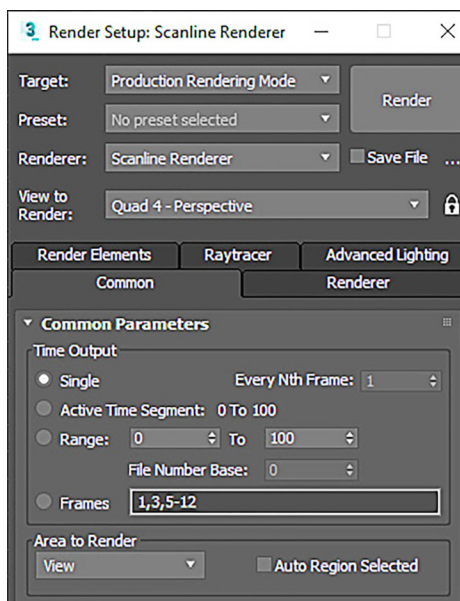 3 Render Setup: Scanline Renderer
Target: Production Rendering Mode
Render
Preset: No preset selected
Renderer: Scanline Renderer Save File ...
View to Render: Quad 4 - Perspective
Render Elements Raytracer Advanced Lighting
Common Renderer
Common Parameters
Time Output
Single Every Nth Frame: 1
Active Time Segment: 0 To 100
Range: 0 To 100
File Number Base: 0
Frames 1,3,5-12
Area to Render
View Auto Region Selected